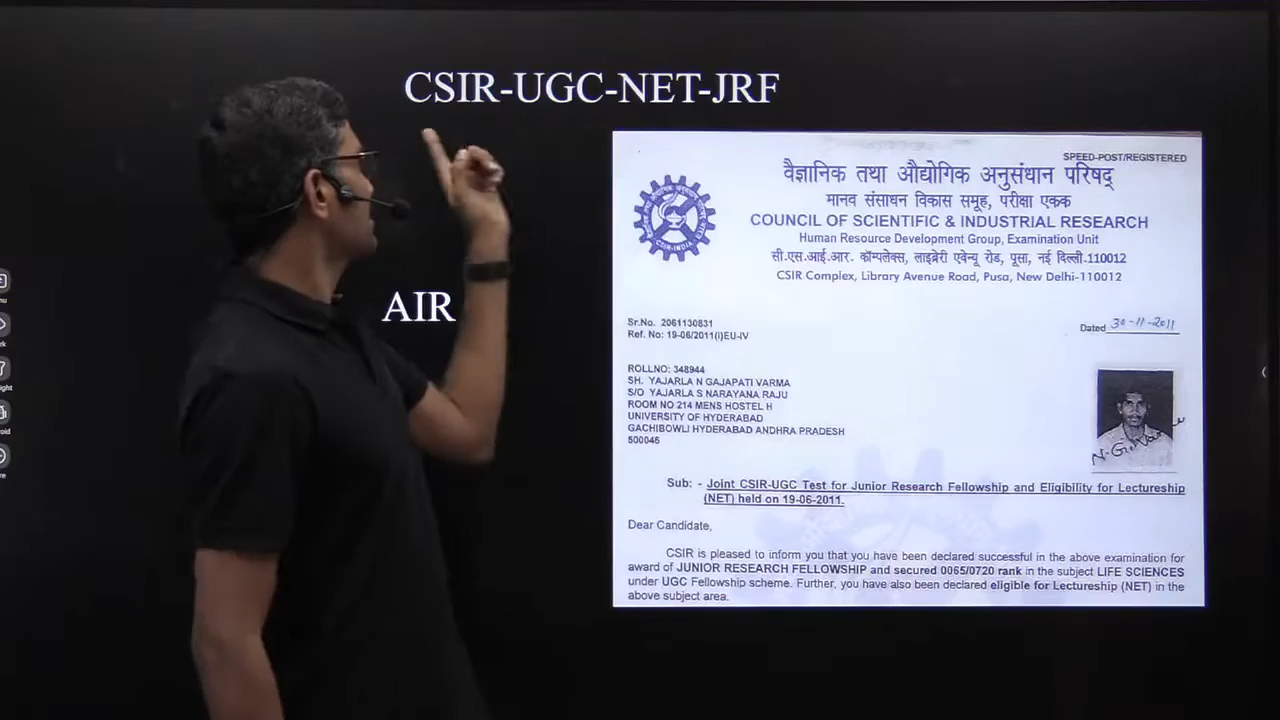 CSIR-UGC-NET-JRF
AIR
SPEED-POST/REGISTERED
वैज्ञानिक तथा औद्योगिक अनुसंधान परिषद्
मानव संसाधन विकास समूह, परीक्षा एकक
COUNCIL OF SCIENTIFIC & INDUSTRIAL RESEARCH
Human Resource Development Group, Examination Unit
सी.एस.आई.आर. कॉम्पलेक्स, लाइब्रेरी एवेन्यू रोड, पूसा, नई दिल्ली-110012
CSIR Complex, Library Avenue Road, Pusa, New Delhi-110012
CSIR-INDIA
Sr.No. 2061130831
Ref. No: 19-06/2011(i)EU-IV
Dated 30-11-2011
ROLLNO: 348944
SH. YAJARLA N GAJAPATI VARMA
S/O YAJARLA S NARAYANA RAJU
ROOM NO 214 MENS HOSTEL H
UNIVERSITY OF HYDERABAD
GACHIBOWLI HYDERABAD ANDHRA PRADESH
500046
Sub: - Joint CSIR-UGC Test for Junior Research Fellowship and Eligibility for Lectureship
(NET) held on 19-06-2011.
Dear Candidate,
CSIR is pleased to inform you that you have been declared successful in the above examination for
award of JUNIOR RESEARCH FELLOWSHIP and secured 0065/0720 rank in the subject LIFE SCIENCES
under UGC Fellowship scheme. Further, you have also been declared eligible for Lectureship (NET) in the
above subject area.